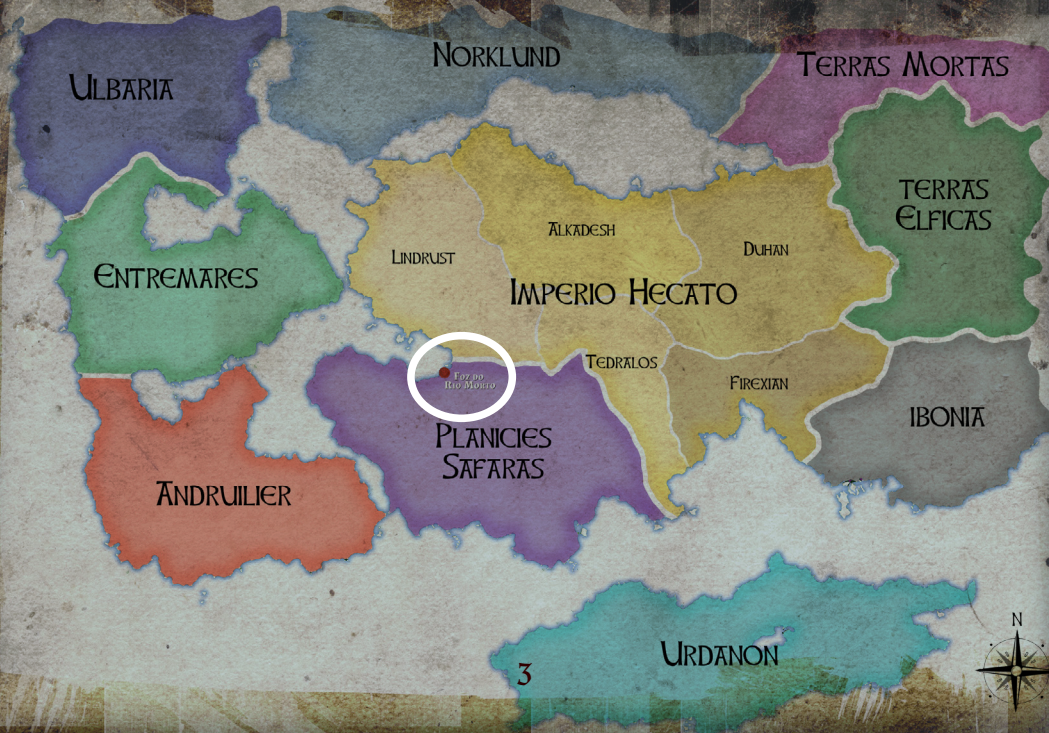 Norklund
Terras Mortas
Ulbaria
Terras
Elficas
Alkadesh
Duhan
Lindrust
Entremares
Imperio Hecato
Tedralos
Foz do
Rio Morto
Firexian
Ibonia
Planicies
Safaras
Andruilier
N
Urdanon
3